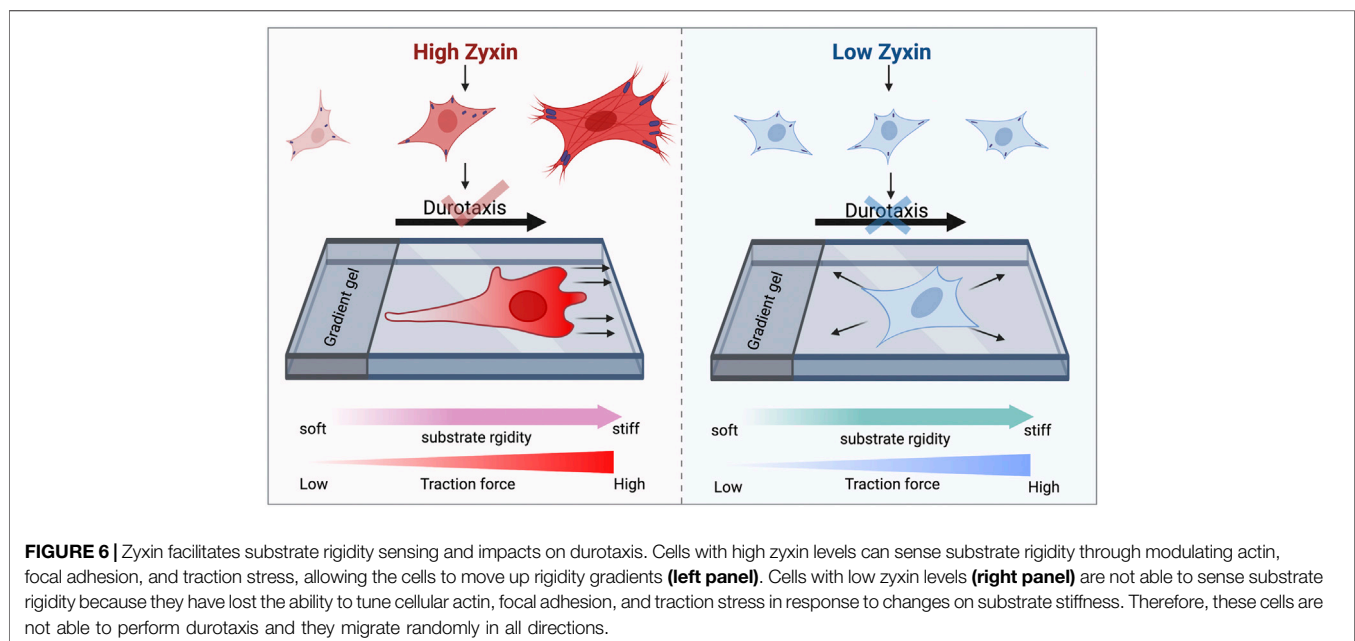 High Zyxin
Low Zyxin
Durotaxis
Durotaxis
Gradient gel
Gradient gel
soft
substrate rgidity
stiff
soft
substrate rgidity
stiff
Low
Traction force
High
Low
Traction force
High
FIGURE 6 | Zyxin facilitates substrate rigidity sensing and impacts on durotaxis. Cells with high zyxin levels can sense substrate rigidity through modulating actin,
focal adhesion, and traction stress, allowing the cells to move up rigidity gradients (left panel). Cells with low zyxin levels (right panel) are not able to sense substrate
rigidity because they have lost the ability to tune cellular actin, focal adhesion, and traction stress in response to changes on substrate stiffness. Therefore, these cells are
not able to perform durotaxis and they migrate randomly in all directions.